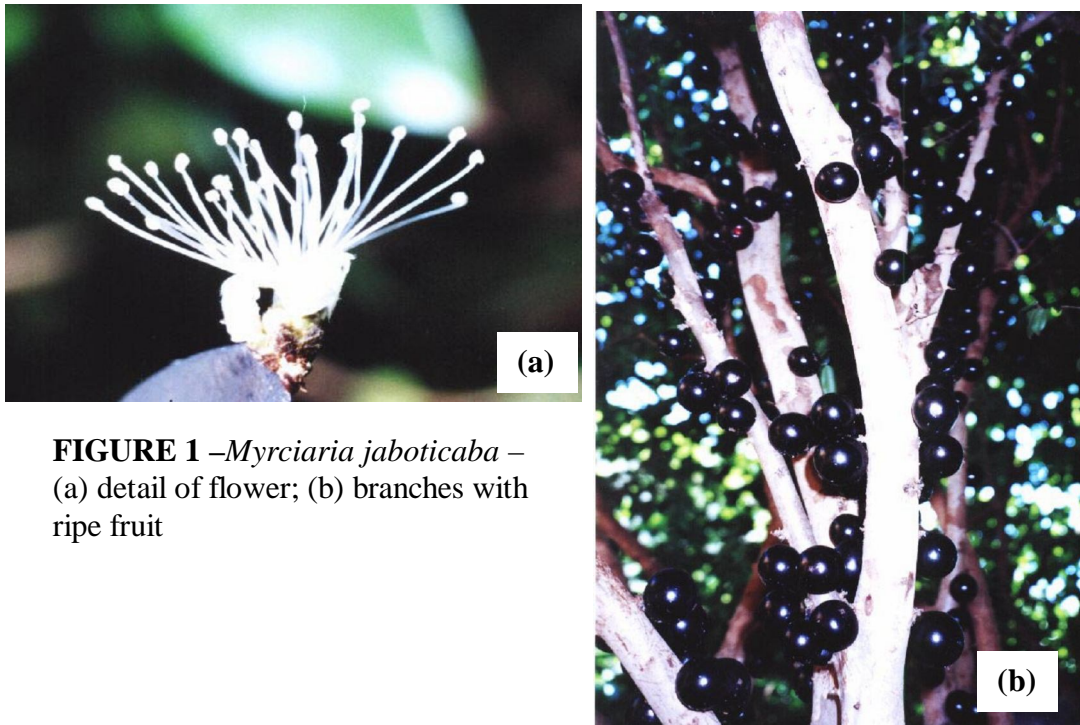 (a)
FIGURE 1 –Myrciaria jaboticaba –
(a) detail of flower; (b) branches with
ripe fruit
(b)